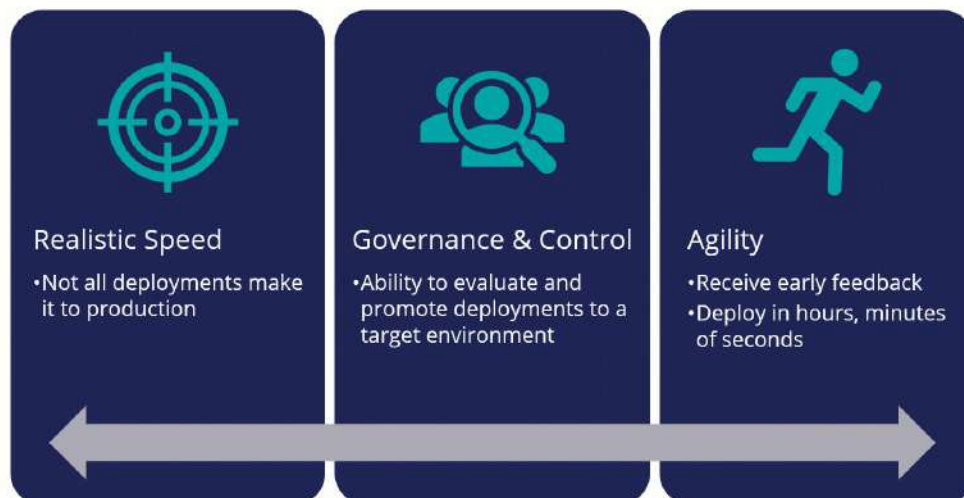 Realistic Speed
•Not all deployments make
it to production
Governance & Control
•Ability to evaluate and
promote deployments to a
target environment
Agility
•Receive early feedback
•Deploy in hours, minutes
of seconds